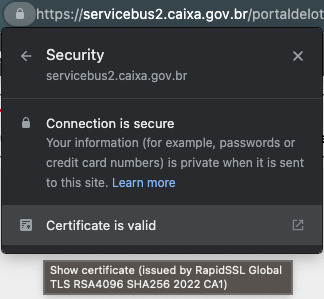 https://servicebus2.caixa.gov.br/portaldelot
Security
servicebus2.caixa.gov.br
Connection is secure
Your information (for example, passwords or
credit card numbers) is private when it is sent
to this site. Learn more
Certificate is valid
Show certificate (issued by RapidSSL Global
TLS RSA4096 SHA256 2022 CA1)